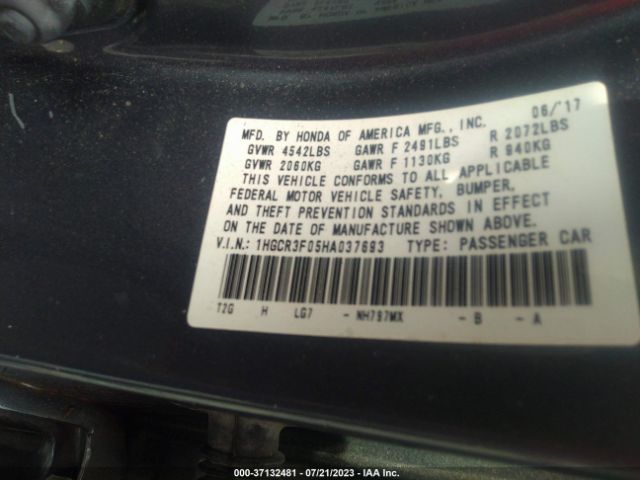 MFD. BY HONDA OF AMERICA MFG., INC. 06/'17
GVWR 4542LBS GAWR F 2491LBS R 2072LBS
GVWR 2060KG GAWR F 1130KG R 940KG
THIS VEHICLE CONFORMS TO ALL APPLICABLE
FEDERAL MOTOR VEHICLE SAFETY, BUMPER,
AND THEFT PREVENTION STANDARDS IN EFFECT
ON THE DATE OF MANUFACTURE SHOWN ABOVE.
V.I.N.: 1HGCR3F05HA037693 TYPE: PASSENGER CAR
T2G H LG7 - NH797MX - B - A
000-37132481 - 07/21/2023 - IAA Inc.